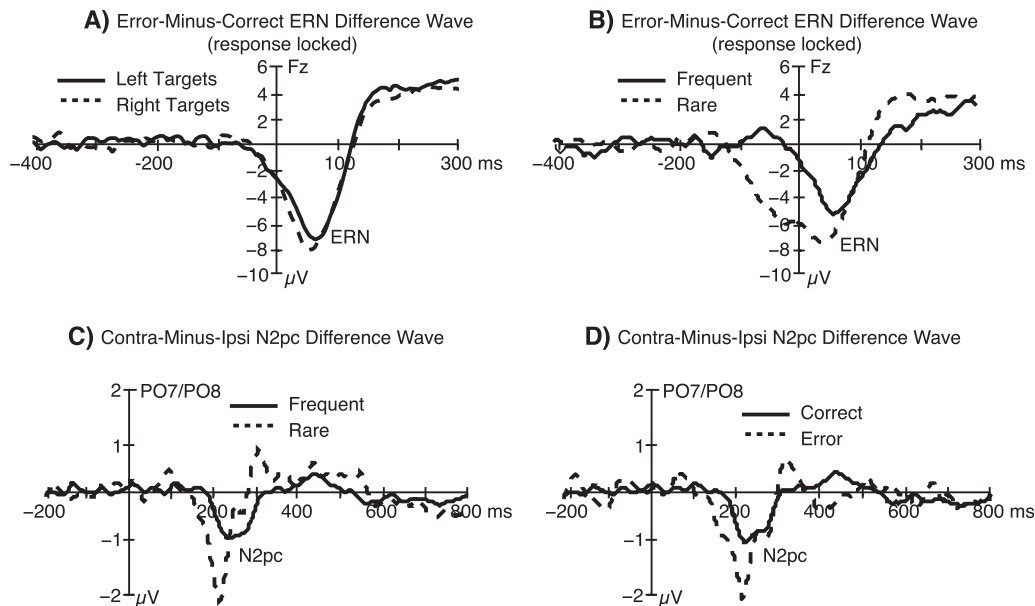 A) Error-Minus-Correct ERN Difference Wave
(response locked)
6 Fz
Left Targets
Right Targets
4
2
−400
−200
100
300 ms
−2
−4
−6
ERN
−8
−10 µV
B) Error-Minus-Correct ERN Difference Wave
(response locked)
6 Fz
Frequent
Rare
4
2
−400
−200
100
300 ms
−2
−4
−6
ERN
−8
−10 µV
C) Contra-Minus-Ipsi N2pc Difference Wave
2 PO7/PO8
Frequent
Rare
1
−200
200
400
600
800 ms
−1
N2pc
−2 µV
D) Contra-Minus-Ipsi N2pc Difference Wave
2 PO7/PO8
Correct
Error
1
−200
200
400
600
800 ms
−1
N2pc
−2 µV